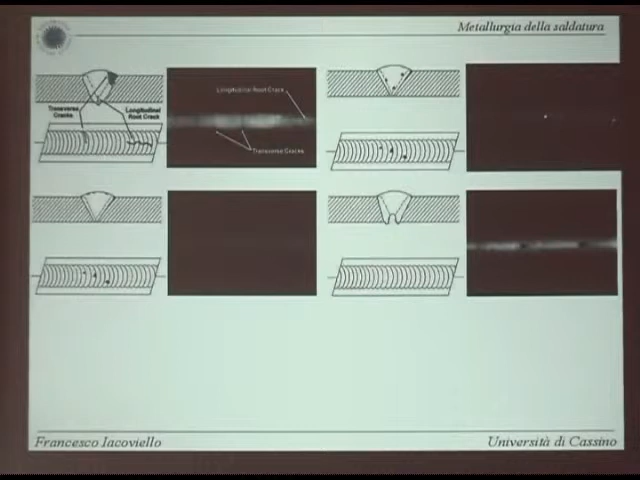 Metallurgia della saldatura
Longitudinal Root Crack
Transverse
Cracks
Longitudinal
Root Crack
Transverse Cracks
Francesco Iacoviello
Università di Cassino